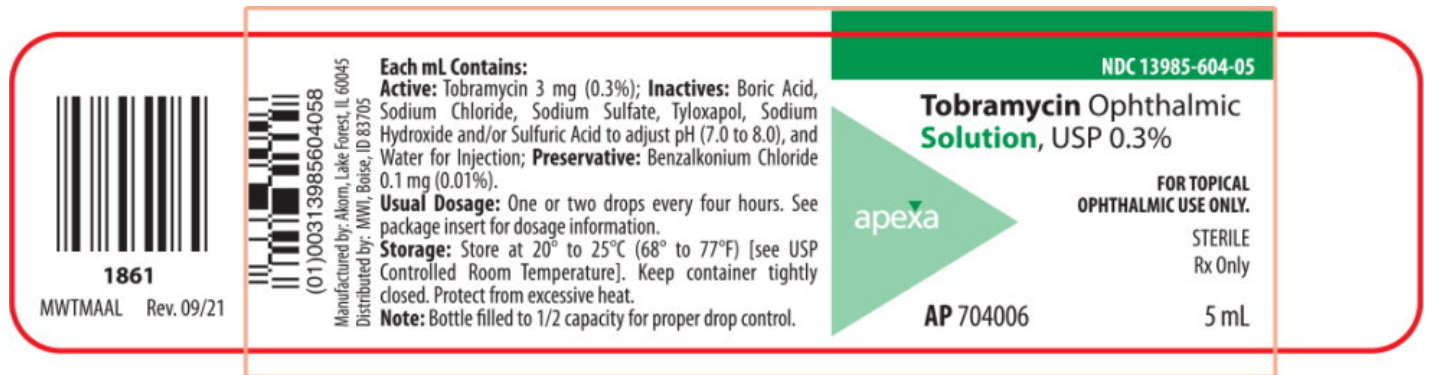 1861
MWTMAAL Rev. 09/21
(01)00313985604058
Manufactured by: Akorn, Lake Forest, IL 60045
Distributed by: MWI, Boise, ID 83705
Each mL Contains:
Active: Tobramycin 3 mg (0.3%); Inactives: Boric Acid,
Sodium Chloride, Sodium Sulfate, Tyloxapol, Sodium
Hydroxide and/or Sulfuric Acid to adjust pH (7.0 to 8.0), and
Water for Injection; Preservative: Benzalkonium Chloride
0.1 mg (0.01%).
Usual Dosage: One or two drops every four hours. See
package insert for dosage information.
Storage: Store at 20° to 25°C (68° to 77°F) [see USP
Controlled Room Temperature]. Keep container tightly
closed. Protect from excessive heat.
Note: Bottle filled to 1/2 capacity for proper drop control.
apexa
NDC 13985-604-05
Tobramycin Ophthalmic
Solution, USP 0.3%
FOR TOPICAL
OPHTHALMIC USE ONLY.
STERILE
Rx Only
AP 704006 5 mL